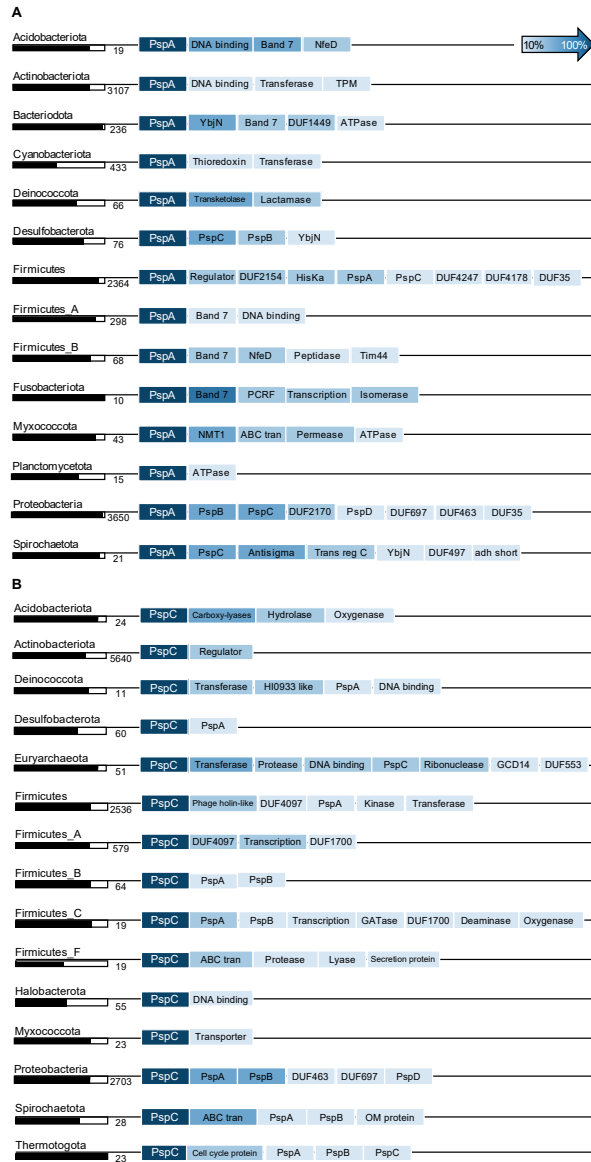 A
Acidobacteriota 19 PspA DNA binding Band 7 NfeD 10% 100%
Actinobacteriota 3107 PspA DNA binding Transferase TPM
Bacteriodota 236 PspA YbjN Band 7 DUF1449 ATPase
Cyanobacteriota 433 PspA Thioredoxin Transferase
Deinococcota 66 PspA Transketolase Lactamase
Desulfobacterota 76 PspA PspC PspB YbjN
Firmicutes 2364 PspA Regulator DUF2154 HisKa PspA PspC DUF4247 DUF4178 DUF35
Firmicutes_A 298 PspA Band 7 DNA binding
Firmicutes_B 68 PspA Band 7 NfeD Peptidase Tim44
Fusobacteriota 10 PspA Band 7 PCRF Transcription Isomerase
Myxococcota 43 PspA NMT1 ABC tran Permease ATPase
Planctomycetota 15 PspA ATPase
Proteobacteria 3650 PspA PspB PspC DUF2170 PspD DUF697 DUF463 DUF35
Spirochaetota 21 PspA PspC Antisigma Trans reg C YbjN DUF497 adh short
B
Acidobacteriota 24 PspC Carboxy-lyases Hydrolase Oxygenase
Actinobacteriota 5640 PspC Regulator
Deinococcota 11 PspC Transferase HI0933 like PspA DNA binding
Desulfobacterota 60 PspC PspA
Euryarchaeota 51 PspC Transferase Protease DNA binding PspC Ribonuclease GCD14 DUF553
Firmicutes 2536 PspC Phage holin-like DUF4097 PspA Kinase Transferase
Firmicutes_A 579 PspC DUF4097 Transcription DUF1700
Firmicutes_B 64 PspC PspA PspB
Firmicutes_C 19 PspC PspA PspB Transcription GATase DUF1700 Deaminase Oxygenase
Firmicutes_F 19 PspC ABC tran Protease Lyase Secretion protein
Halobacterota 55 PspC DNA binding
Myxococcota 23 PspC Transporter
Proteobacteria 2703 PspC PspA PspB DUF463 DUF697 PspD
Spirochaetota 28 PspC ABC tran PspA PspB OM protein
Thermotogota 23 PspC Cell cycle protein PspA PspB PspC